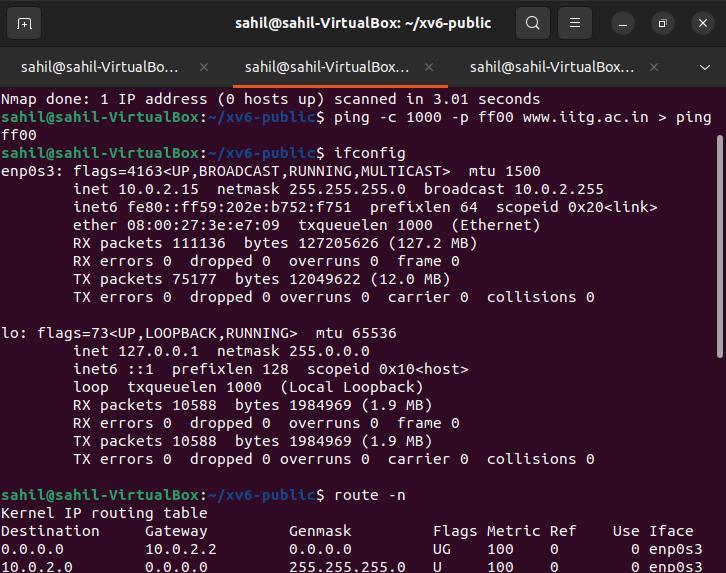 sahil@sahil-VirtualBox: ~/xv6-public
sahil@sahil-VirtualBo...
sahil@sahil-VirtualBox...
sahil@sahil-VirtualBox...
Nmap done: 1 IP address (0 hosts up) scanned in 3.01 seconds
sahil@sahil-VirtualBox:~/xv6-public$ ping -c 1000 -p ff00 www.iitg.ac.in > ping
ff00
sahil@sahil-VirtualBox:~/xv6-public$ ifconfig
enp0s3: flags=4163<UP,BROADCAST,RUNNING,MULTICAST>  mtu 1500
        inet 10.0.2.15  netmask 255.255.255.0  broadcast 10.0.2.255
        inet6 fe80::ff59:202e:b752:f751  prefixlen 64  scopeid 0x20<link>
        ether 08:00:27:3e:e7:09  txqueuelen 1000  (Ethernet)
        RX packets 111136  bytes 127205626 (127.2 MB)
        RX errors 0  dropped 0  overruns 0  frame 0
        TX packets 75177  bytes 12049622 (12.0 MB)
        TX errors 0  dropped 0 overruns 0  carrier 0  collisions 0
lo: flags=73<UP,LOOPBACK,RUNNING>  mtu 65536
        inet 127.0.0.1  netmask 255.0.0.0
        inet6 ::1  prefixlen 128  scopeid 0x10<host>
        loop  txqueuelen 1000  (Local Loopback)
        RX packets 10588  bytes 1984969 (1.9 MB)
        RX errors 0  dropped 0  overruns 0  frame 0
        TX packets 10588  bytes 1984969 (1.9 MB)
        TX errors 0  dropped 0 overruns 0  carrier 0  collisions 0
sahil@sahil-VirtualBox:~/xv6-public$ route -n
Kernel IP routing table
Destination     Gateway         Genmask         Flags Metric Ref    Use Iface
0.0.0.0         10.0.2.2        0.0.0.0         UG    100    0        0 enp0s3
10.0.2.0        0.0.0.0         255.255.255.0   U     100    0        0 enp0s3